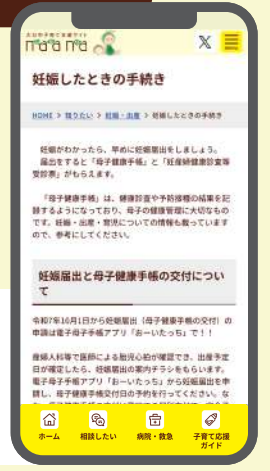 naana
X
妊娠したときの手続き
HOME > 知りたい > 妊娠・出産 > 妊娠したときの手続き
妊娠がわかったら、早めに妊娠届出をしましょう。
届出をすると「母子健康手帳」と「妊産婦健康診査等
受診票」がもらえます。
「母子健康手帳」は、健康診査や予防接種の結果を記
録するようになっており、母子の健康管理に大切なもの
です。妊娠・出産・育児についての情報も載っています
ので、参考にしてください。
妊娠届出と母子健康手帳の交付につい
て
令和7年10月1日から妊娠届出（母子健康手帳の交付）の
申請は電子母子手帳アプリ「おーいたっち」で！！
産婦人科等で医師による胎児心拍が確認でき、出産予定
日が確定したら、妊娠届出の案内チラシをもらいます。
電子母子手帳アプリ「おーいたっち」から妊娠届出を申
請し、母子健康手帳交付日の予約を行ってください。な
ホーム 相談したい 病院・救急 子育て応援
ガイド